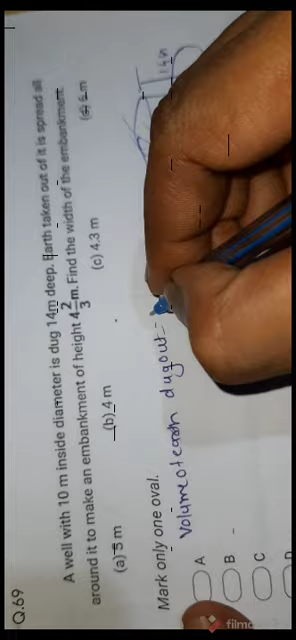 Q.69
A well with 10 m inside diameter is dug 14m deep. Earth taken out of it is spread all
around it to make an embankment of height 4 2/3 m. Find the width of the embankment.
(a) 5 m (b) 4 m (c) 4.3 m (d) 6 m
14m
Mark only one oval.
Volume of earth dugout =
A
B
C
D
filmora